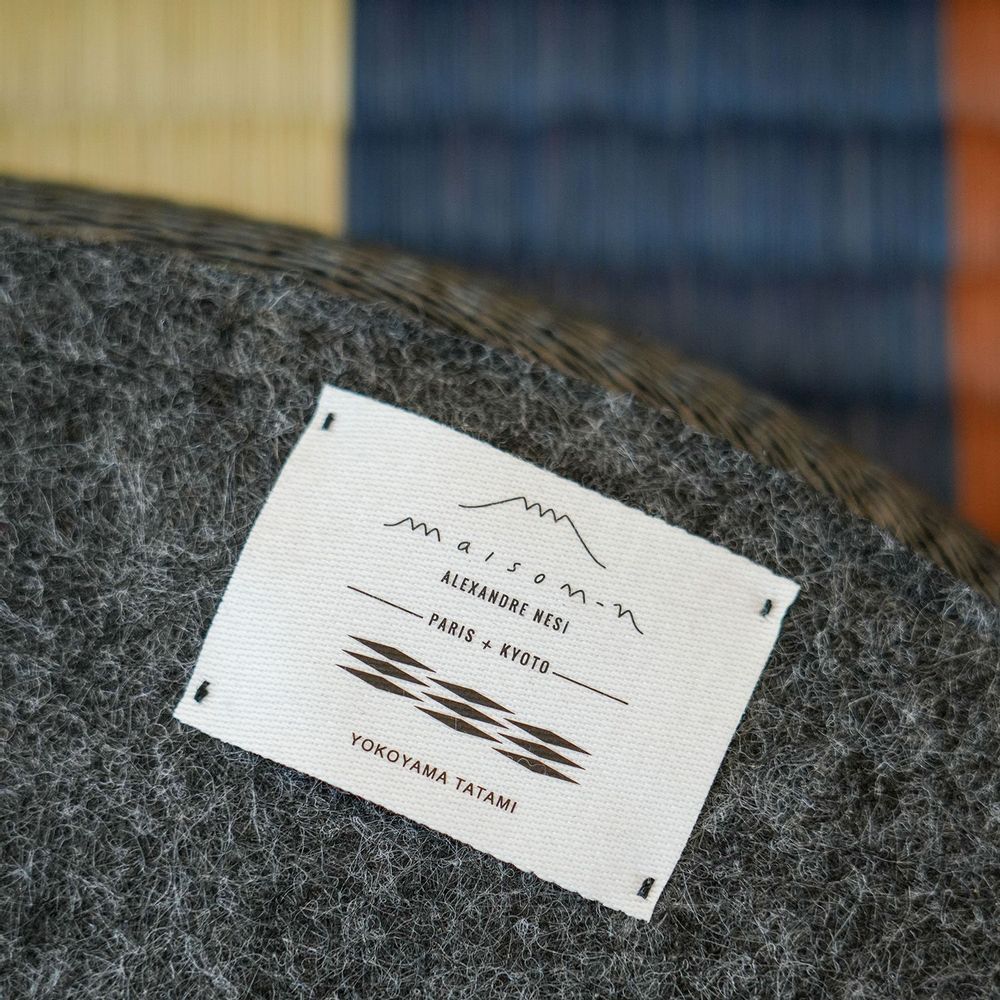 maison-n
ALEXANDRE NESI
PARIS + KYOTO
YOKOYAMA TATAMI